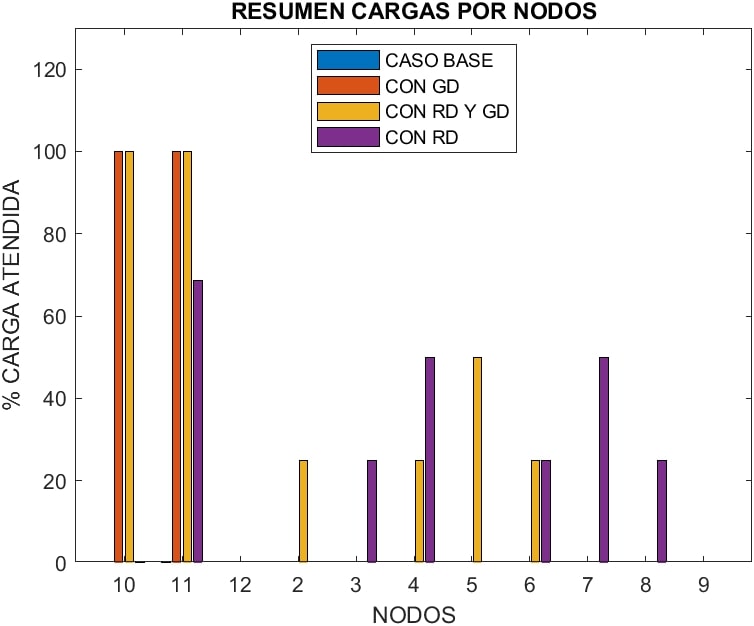 RESUMEN CARGAS POR NODOS
CASO BASE
CON GD
CON RD Y GD
CON RD
% CARGA ATENDIDA
120
100
80
60
40
20
0
10 11 12 2 3 4 5 6 7 8 9
NODOS